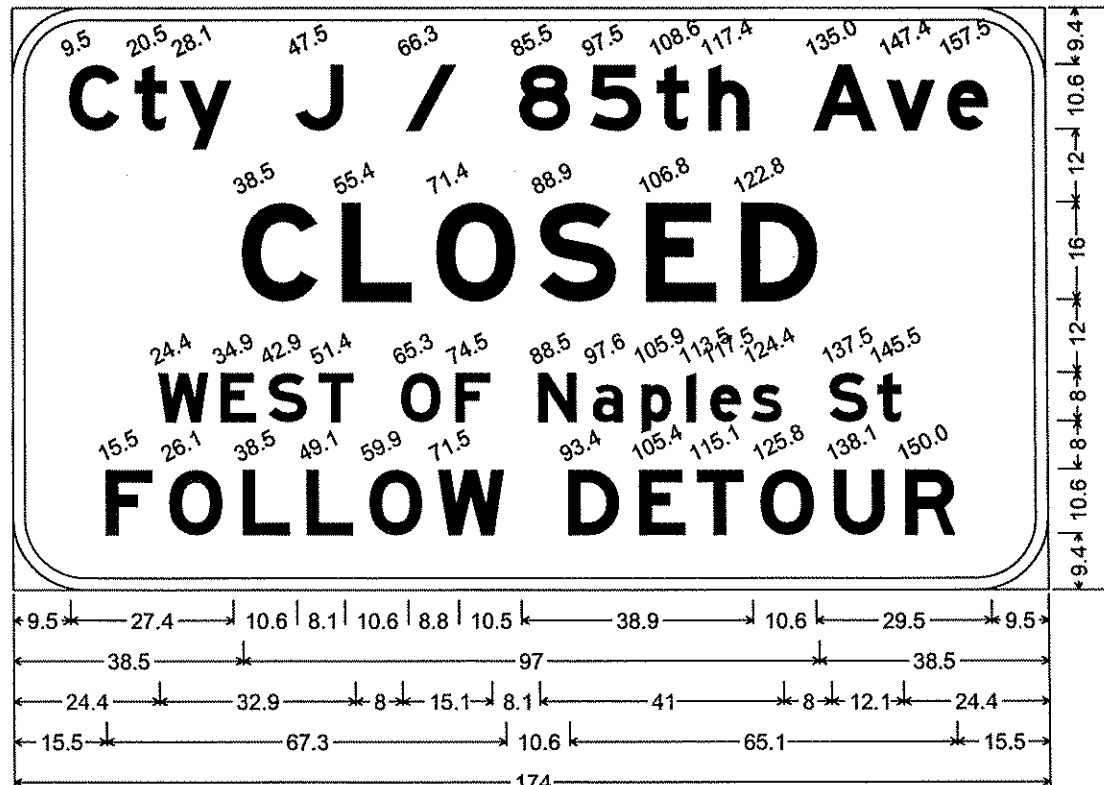 9.5 20.5 28.1 47.5 66.3 85.5 97.5 108.6 117.4 135.0 147.4 157.5
Cty J / 85th Ave
38.5 55.4 71.4 88.9 106.8 122.8
CLOSED
24.4 34.9 42.9 51.4 65.3 74.5 88.5 97.6 105.9 113.5 117.5 124.4 137.5 145.5
WEST OF Naples St
15.5 26.1 38.5 49.1 59.9 71.5 93.4 105.4 115.1 125.8 138.1 150.0
FOLLOW DETOUR
9.4
10.6
12
16
12
8
8
10.6
9.4
9.5 27.4 10.6 8.1 10.6 8.8 10.5 38.9 10.6 29.5 9.5
38.5 97 38.5
24.4 32.9 8 15.1 8.1 41 8 12.1 24.4
15.5 67.3 10.6 65.1 15.5
174